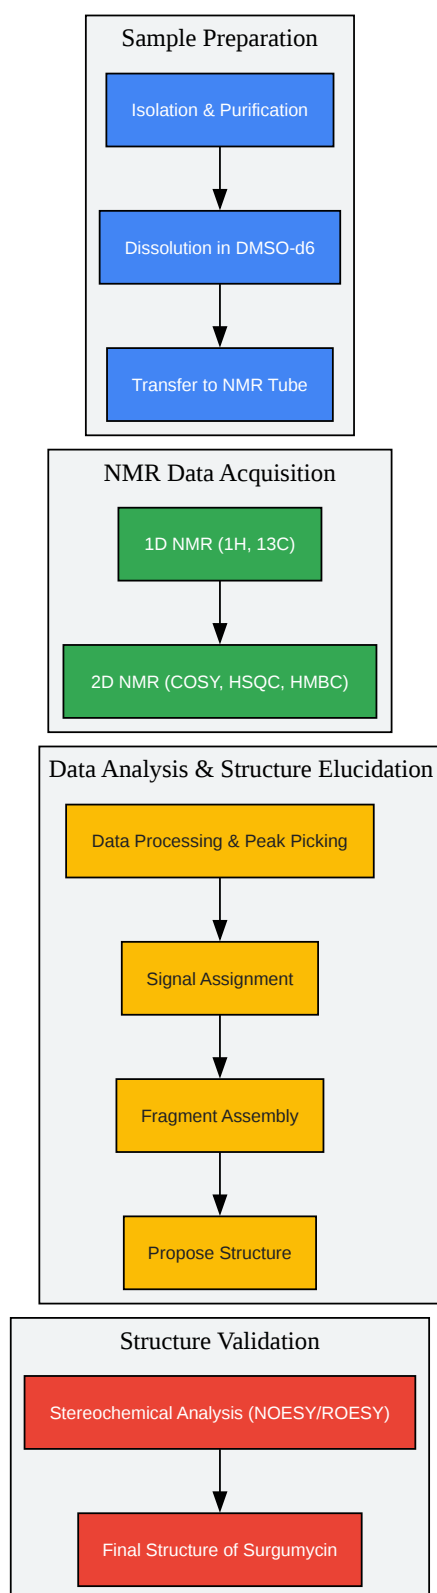 Sample Preparation
Isolation & Purification
Dissolution in DMSO-d6
Transfer to NMR Tube
NMR Data Acquisition
1D NMR (1H, 13C)
2D NMR (COSY, HSQC, HMBC)
Data Analysis & Structure Elucidation
Data Processing & Peak Picking
Signal Assignment
Fragment Assembly
Propose Structure
Structure Validation
Stereochemical Analysis (NOESY/ROESY)
Final Structure of Surgumycin